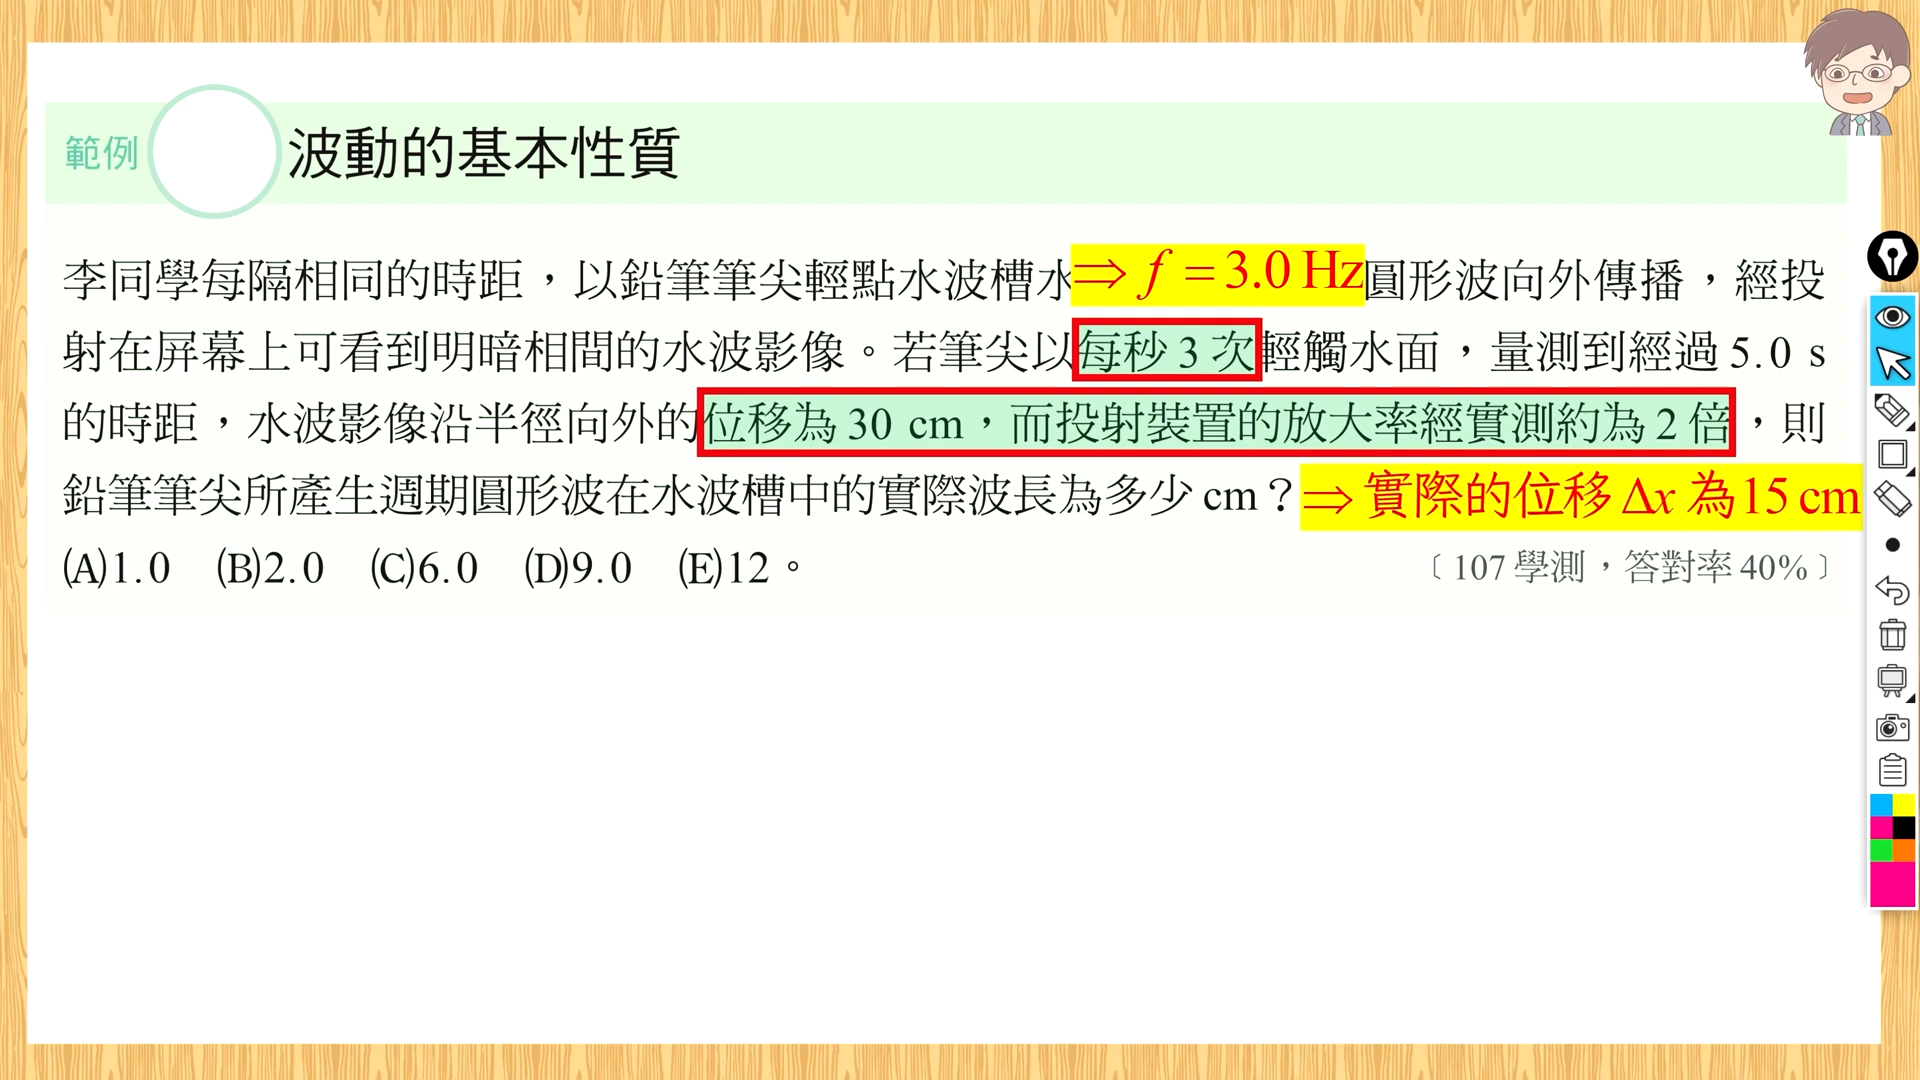 範例 波動的基本性質
李同學每隔相同的時距，以鉛筆筆尖輕點水波槽水⇒ f = 3.0 Hz圓形波向外傳播，經投
射在屏幕上可看到明暗相間的水波影像。若筆尖以每秒 3 次輕觸水面，量測到經過 5.0 s
的時距，水波影像沿半徑向外的位移為 30 cm，而投射裝置的放大率經實測約為 2 倍，則
鉛筆筆尖所產生週期圓形波在水波槽中的實際波長為多少 cm？⇒ 實際的位移 Δx 為 15 cm
(A)1.0 (B)2.0 (C)6.0 (D)9.0 (E)12。 〔107 學測，答對率 40%〕